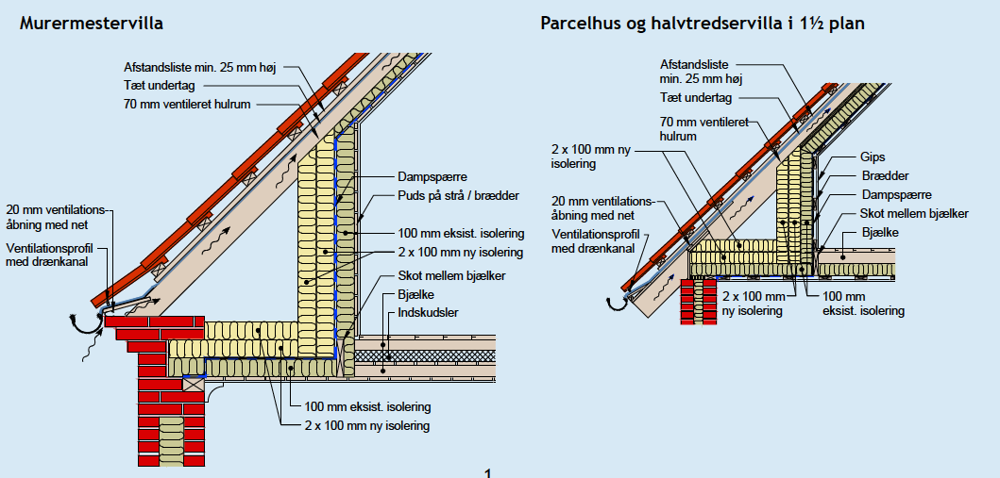 Murermestervilla
Afstandsliste min. 25 mm høj
Tæt undertag
70 mm ventileret hulrum
Dampspærre
Puds på strå / brædder
20 mm ventilations-
åbning med net
Ventilationsprofil
med drænkanal
100 mm eksist. isolering
2 x 100 mm ny isolering
Skot mellem bjælker
Bjælke
Indskudsler
100 mm eksist. isolering
2 x 100 mm ny isolering
Parcelhus og halvtredservilla i 1½ plan
Afstandsliste
min. 25 mm høj
Tæt undertag
70 mm ventileret
hulrum
2 x 100 mm ny
isolering
Gips
Brædder
Dampspærre
Skot mellem bjælker
Bjælke
20 mm ventilations-
åbning med net
Ventilationsprofil
med drænkanal
2 x 100 mm
ny isolering
100 mm
eksist. isolering
1